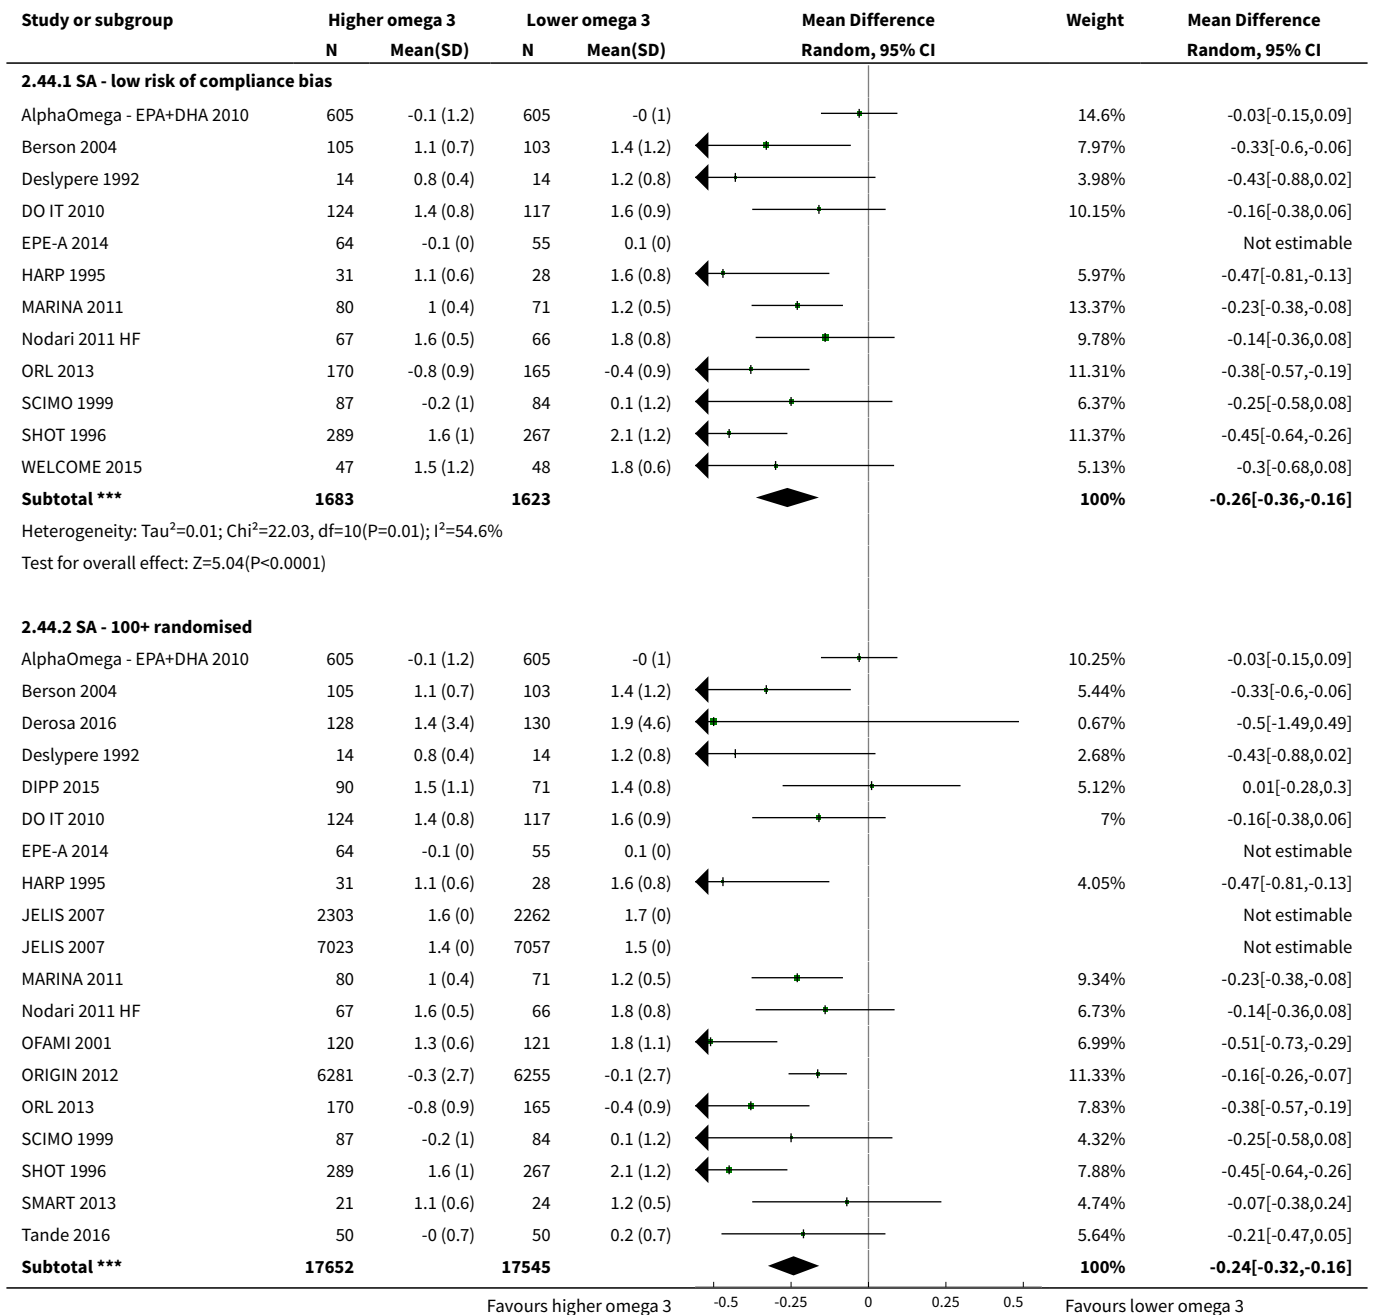 Study or subgroup Higher omega 3 Lower omega 3 Mean Difference Weight Mean Difference
N Mean(SD) N Mean(SD) Random, 95% CI Random, 95% CI
2.44.1 SA - low risk of compliance bias
AlphaOmega - EPA+DHA 2010 605 -0.1 (1.2) 605 -0 (1) 14.6% -0.03[-0.15,0.09]
Berson 2004 105 1.1 (0.7) 103 1.4 (1.2) 7.97% -0.33[-0.6,-0.06]
Deslypere 1992 14 0.8 (0.4) 14 1.2 (0.8) 3.98% -0.43[-0.88,0.02]
DO IT 2010 124 1.4 (0.8) 117 1.6 (0.9) 10.15% -0.16[-0.38,0.06]
EPE-A 2014 64 -0.1 (0) 55 0.1 (0) Not estimable
HARP 1995 31 1.1 (0.6) 28 1.6 (0.8) 5.97% -0.47[-0.81,-0.13]
MARINA 2011 80 1 (0.4) 71 1.2 (0.5) 13.37% -0.23[-0.38,-0.08]
Nodari 2011 HF 67 1.6 (0.5) 66 1.8 (0.8) 9.78% -0.14[-0.36,0.08]
ORL 2013 170 -0.8 (0.9) 165 -0.4 (0.9) 11.31% -0.38[-0.57,-0.19]
SCIMO 1999 87 -0.2 (1) 84 0.1 (1.2) 6.37% -0.25[-0.58,0.08]
SHOT 1996 289 1.6 (1) 267 2.1 (1.2) 11.37% -0.45[-0.64,-0.26]
WELCOME 2015 47 1.5 (1.2) 48 1.8 (0.6) 5.13% -0.3[-0.68,0.08]
Subtotal *** 1683 1623 100% -0.26[-0.36,-0.16]
Heterogeneity: Tau²=0.01; Chi²=22.03, df=10(P=0.01); I²=54.6%
Test for overall effect: Z=5.04(P<0.0001)
2.44.2 SA - 100+ randomised
AlphaOmega - EPA+DHA 2010 605 -0.1 (1.2) 605 -0 (1) 10.25% -0.03[-0.15,0.09]
Berson 2004 105 1.1 (0.7) 103 1.4 (1.2) 5.44% -0.33[-0.6,-0.06]
Derosa 2016 128 1.4 (3.4) 130 1.9 (4.6) 0.67% -0.5[-1.49,0.49]
Deslypere 1992 14 0.8 (0.4) 14 1.2 (0.8) 2.68% -0.43[-0.88,0.02]
DIPP 2015 90 1.5 (1.1) 71 1.4 (0.8) 5.12% 0.01[-0.28,0.3]
DO IT 2010 124 1.4 (0.8) 117 1.6 (0.9) 7% -0.16[-0.38,0.06]
EPE-A 2014 64 -0.1 (0) 55 0.1 (0) Not estimable
HARP 1995 31 1.1 (0.6) 28 1.6 (0.8) 4.05% -0.47[-0.81,-0.13]
JELIS 2007 2303 1.6 (0) 2262 1.7 (0) Not estimable
JELIS 2007 7023 1.4 (0) 7057 1.5 (0) Not estimable
MARINA 2011 80 1 (0.4) 71 1.2 (0.5) 9.34% -0.23[-0.38,-0.08]
Nodari 2011 HF 67 1.6 (0.5) 66 1.8 (0.8) 6.73% -0.14[-0.36,0.08]
OFAMI 2001 120 1.3 (0.6) 121 1.8 (1.1) 6.99% -0.51[-0.73,-0.29]
ORIGIN 2012 6281 -0.3 (2.7) 6255 -0.1 (2.7) 11.33% -0.16[-0.26,-0.07]
ORL 2013 170 -0.8 (0.9) 165 -0.4 (0.9) 7.83% -0.38[-0.57,-0.19]
SCIMO 1999 87 -0.2 (1) 84 0.1 (1.2) 4.32% -0.25[-0.58,0.08]
SHOT 1996 289 1.6 (1) 267 2.1 (1.2) 7.88% -0.45[-0.64,-0.26]
SMART 2013 21 1.1 (0.6) 24 1.2 (0.5) 4.74% -0.07[-0.38,0.24]
Tande 2016 50 -0 (0.7) 50 0.2 (0.7) 5.64% -0.21[-0.47,0.05]
Subtotal *** 17652 17545 100% -0.24[-0.32,-0.16]
Favours higher omega 3 -0.5 -0.25 0 0.25 0.5 Favours lower omega 3